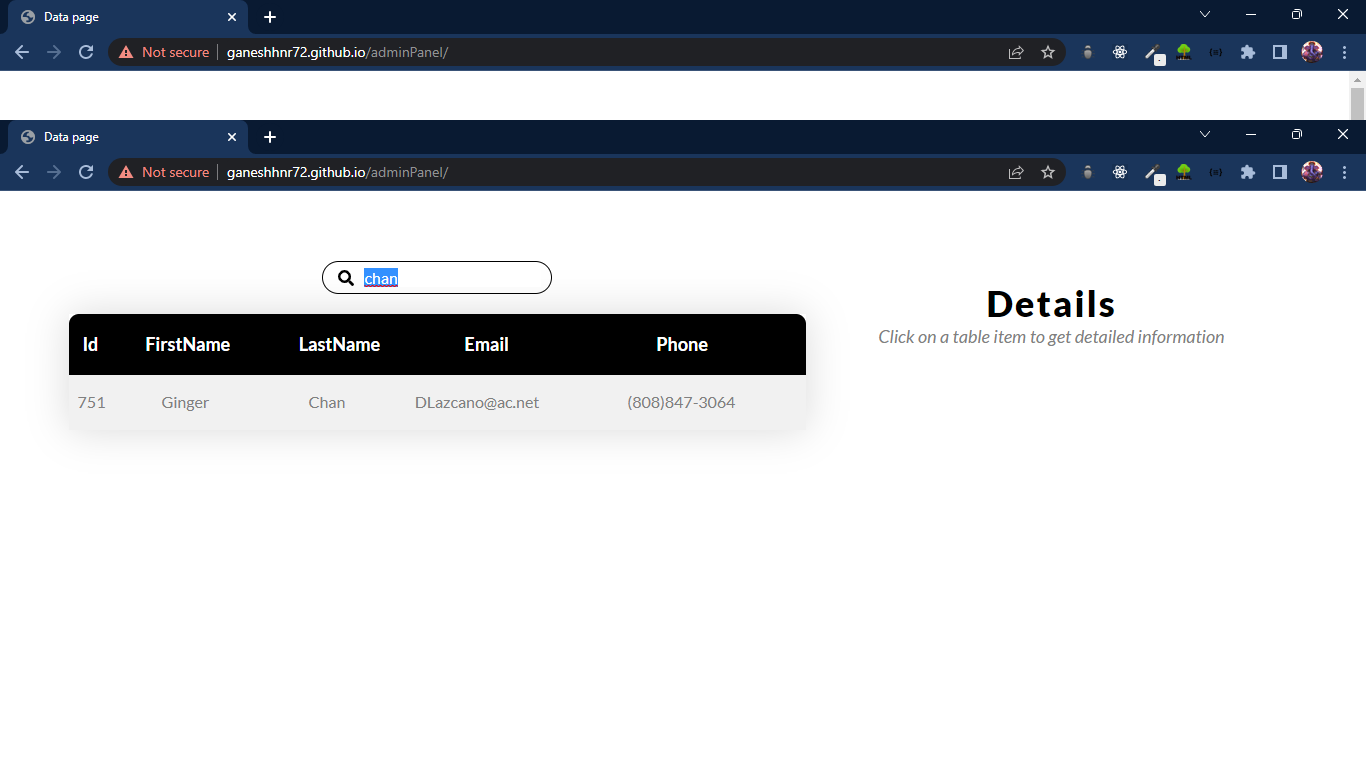 Data page
Not secure ganeshhnr72.github.io/adminPanel/
Data page
Not secure ganeshhnr72.github.io/adminPanel/
chan
Details
Click on a table item to get detailed information
Id FirstName LastName Email Phone
751 Ginger Chan DLazcano@ac.net (808)847-3064